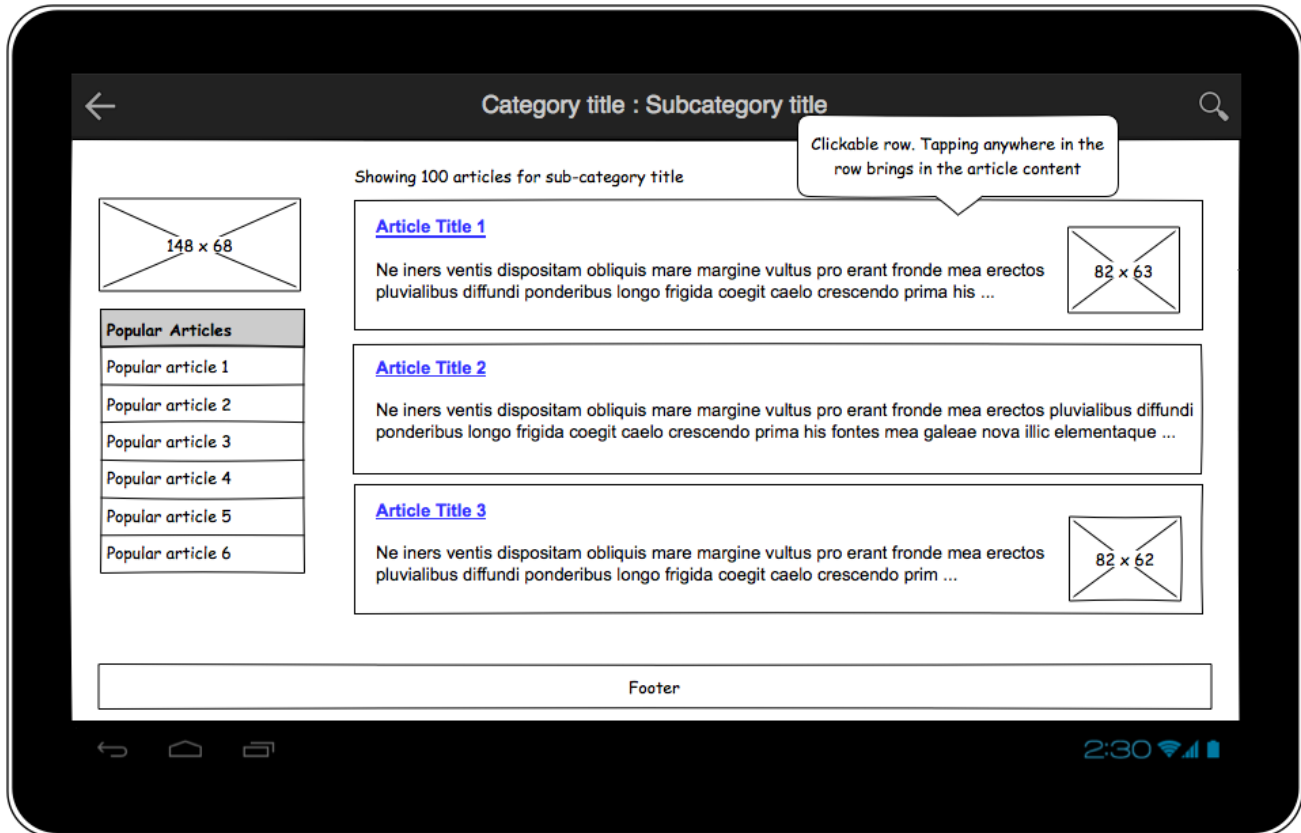 Category title : Subcategory title
Clickable row. Tapping anywhere in the
row brings in the article content
Showing 100 articles for sub-category title
148 x 68
Popular Articles
Popular article 1
Popular article 2
Popular article 3
Popular article 4
Popular article 5
Popular article 6
Article Title 1
Ne iners ventis dispositam obliquis mare margine vultus pro erant fronde mea erectos
pluvialibus diffundi ponderibus longo frigida coegit caelo crescendo prima his ...
82 x 63
Article Title 2
Ne iners ventis dispositam obliquis mare margine vultus pro erant fronde mea erectos pluvialibus diffundi
ponderibus longo frigida coegit caelo crescendo prima his fontes mea galeae nova illic elementaque ...
Article Title 3
Ne iners ventis dispositam obliquis mare margine vultus pro erant fronde mea erectos
pluvialibus diffundi ponderibus longo frigida coegit caelo crescendo prim ...
82 x 62
Footer
2:30